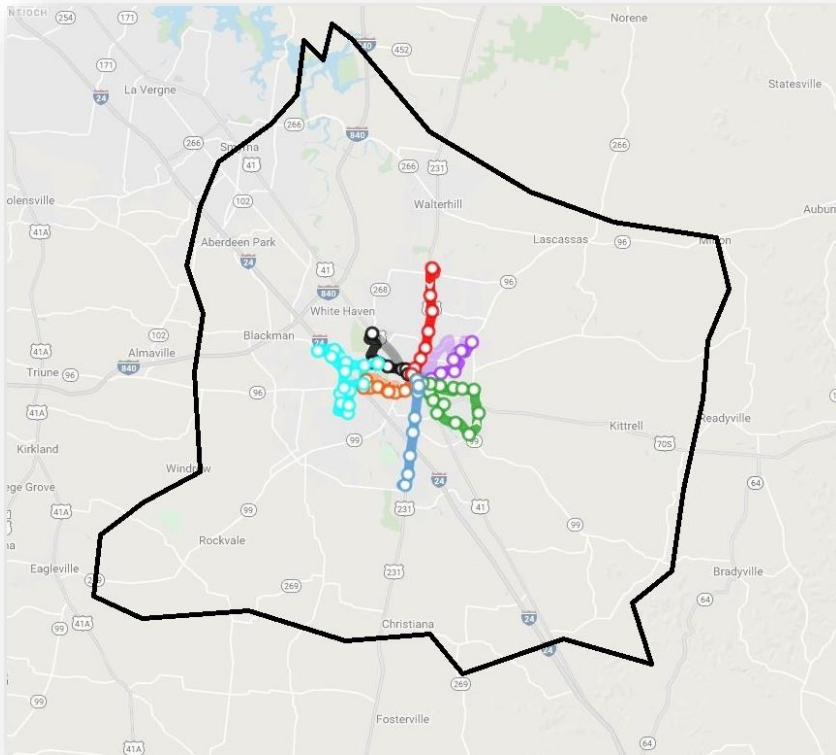 NTIOCH
254
171
Norene
40
452
171
La Vergne
24
Statesville
266
266
840
266
Smyrna
41
266
231
102
Walterhill
olensville
41A
Aubur
Aberdeen Park
Lascassas
96
Milton
24
41
840
268
96
White Haven
102
24
Blackman
41A
Almaville
Triune
96
840
96
41A
Kittrell
Readyville
99
99
70S
Kirkland
Windrow
24
64
ege Grove
41A
99
231
41
99
Rockvale
231
Eagleville
269
Bradyville
64
99
41A
24
Christiana
24
269
99
Fosterville
64
41A